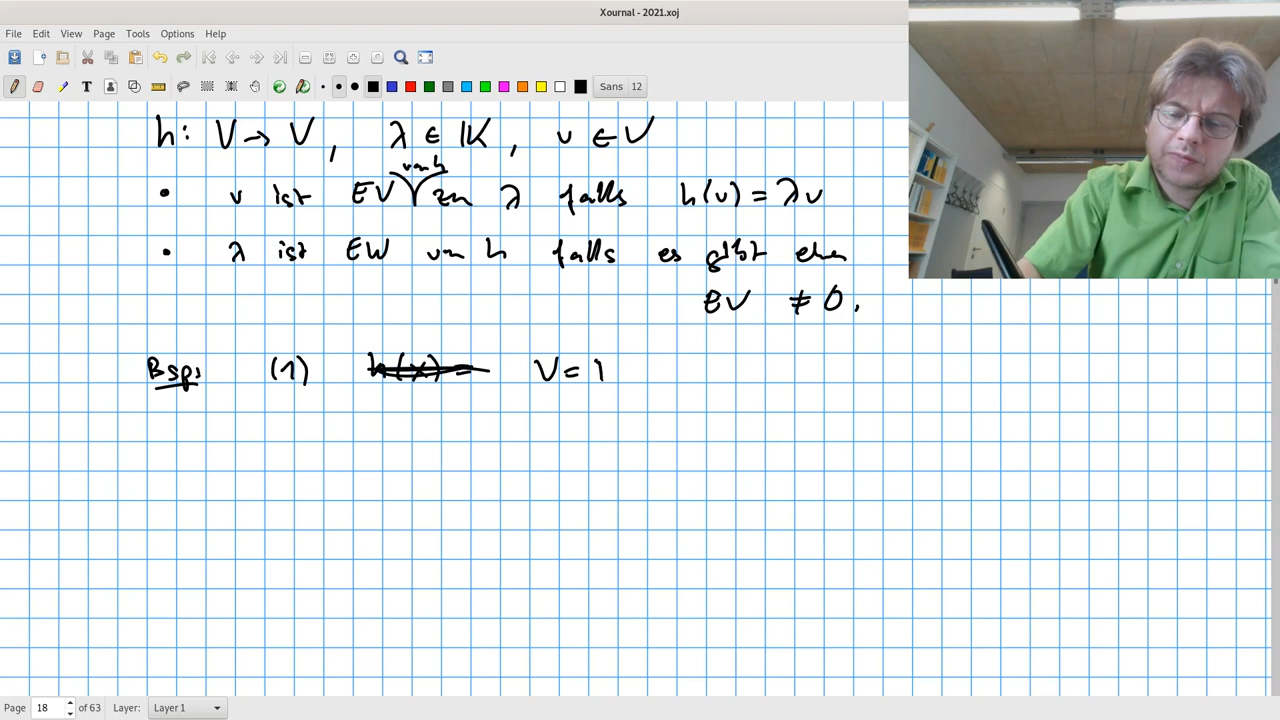 Xournal - 2021.xoj
File Edit View Page Tools Options Help
Sans 12
h: V → V, λ ∈ K, v ∈ V
von h
• v ist EV zu λ falls h(v) = λv
• λ ist EW von h falls es gibt ein
EV ≠ 0.
Bsp: (1) h(x) = V = 1
Page 18 of 63 Layer: Layer 1